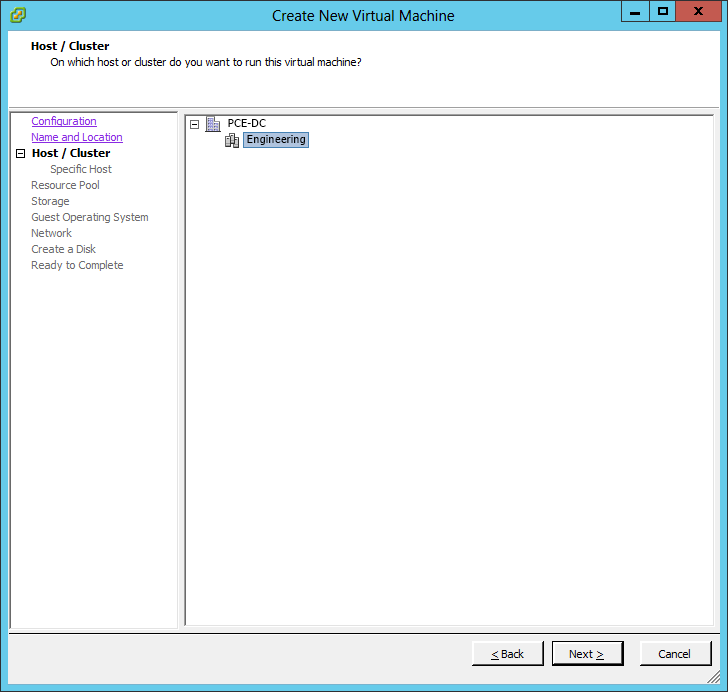 Create New Virtual Machine
Host / Cluster
On which host or cluster do you want to run this virtual machine?
Configuration
Name and Location
Host / Cluster
Specific Host
Resource Pool
Storage
Guest Operating System
Network
Create a Disk
Ready to Complete
PCE-DC
Engineering
< Back
Next >
Cancel